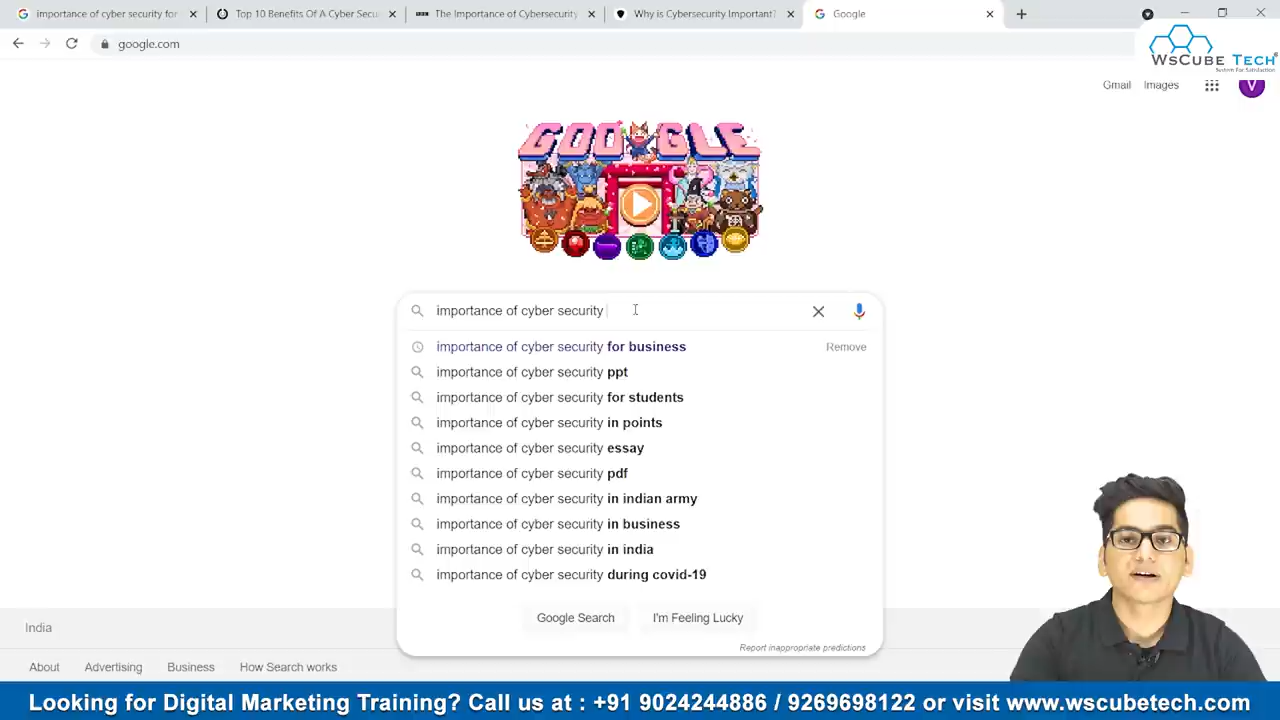 importance of cyber security for
Top 10 Benefits Of A Cyber Secu
The Importance of Cybersecurity
Why is Cybersecurity Important?
Google
google.com
WsCube Tech®
System For Satisfaction
Gmail
Images
V
GOOGLE
importance of cyber security
importance of cyber security for business
Remove
importance of cyber security ppt
importance of cyber security for students
importance of cyber security in points
importance of cyber security essay
importance of cyber security pdf
importance of cyber security in indian army
importance of cyber security in business
importance of cyber security in india
importance of cyber security during covid-19
Google Search
I'm Feeling Lucky
Report inappropriate predictions
India
About
Advertising
Business
How Search works
Looking for Digital Marketing Training? Call us at : +91 9024244886 / 9269698122 or visit www.wscubetech.com